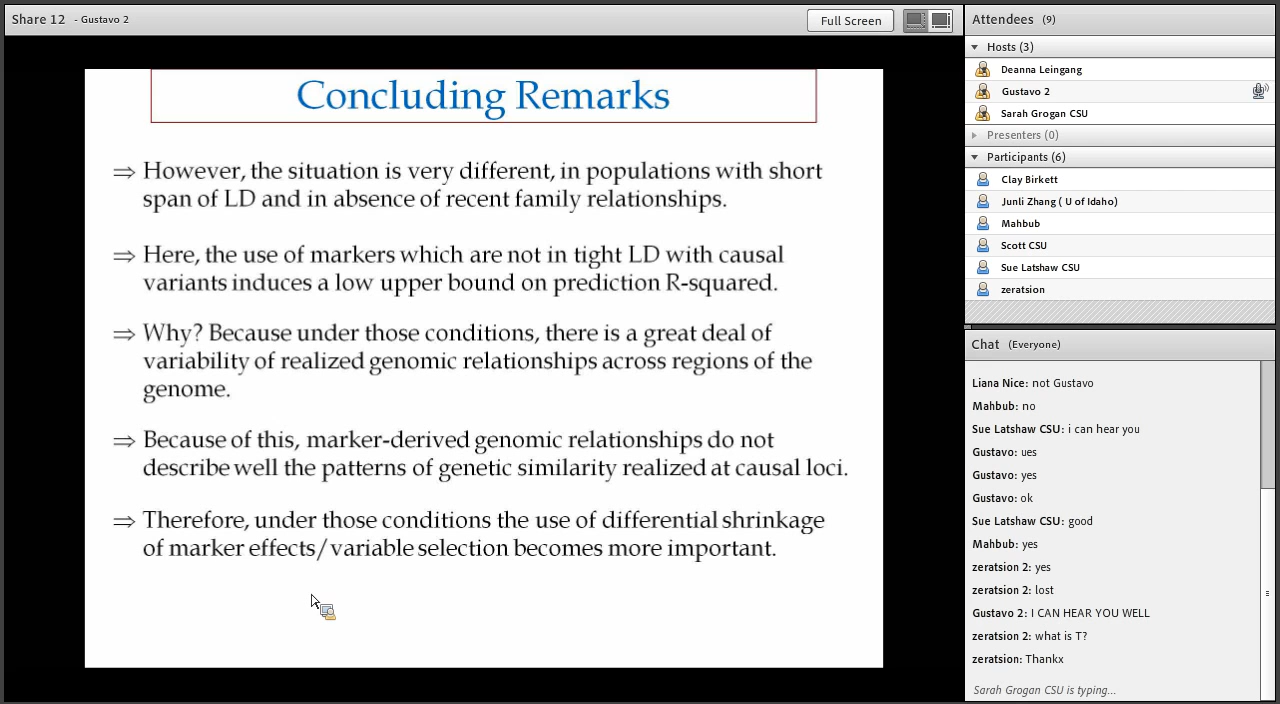 Share 12 - Gustavo 2
Full Screen
Concluding Remarks
⇒ However, the situation is very different, in populations with short
span of LD and in absence of recent family relationships.
⇒ Here, the use of markers which are not in tight LD with causal
variants induces a low upper bound on prediction R-squared.
⇒ Why? Because under those conditions, there is a great deal of
variability of realized genomic relationships across regions of the
genome.
⇒ Because of this, marker-derived genomic relationships do not
describe well the patterns of genetic similarity realized at causal loci.
⇒ Therefore, under those conditions the use of differential shrinkage
of marker effects/variable selection becomes more important.
Attendees (9)
Hosts (3)
Deanna Leingang
Gustavo 2
Sarah Grogan CSU
Presenters (0)
Participants (6)
Clay Birkett
Junli Zhang ( U of Idaho)
Mahbub
Scott CSU
Sue Latshaw CSU
zeratsion
Chat (Everyone)
Liana Nice: not Gustavo
Mahbub: no
Sue Latshaw CSU: i can hear you
Gustavo: ues
Gustavo: yes
Gustavo: ok
Sue Latshaw CSU: good
Mahbub: yes
zeratsion 2: yes
zeratsion 2: lost
Gustavo 2: I CAN HEAR YOU WELL
zeratsion 2: what is T?
zeratsion: Thankx
Sarah Grogan CSU is typing...